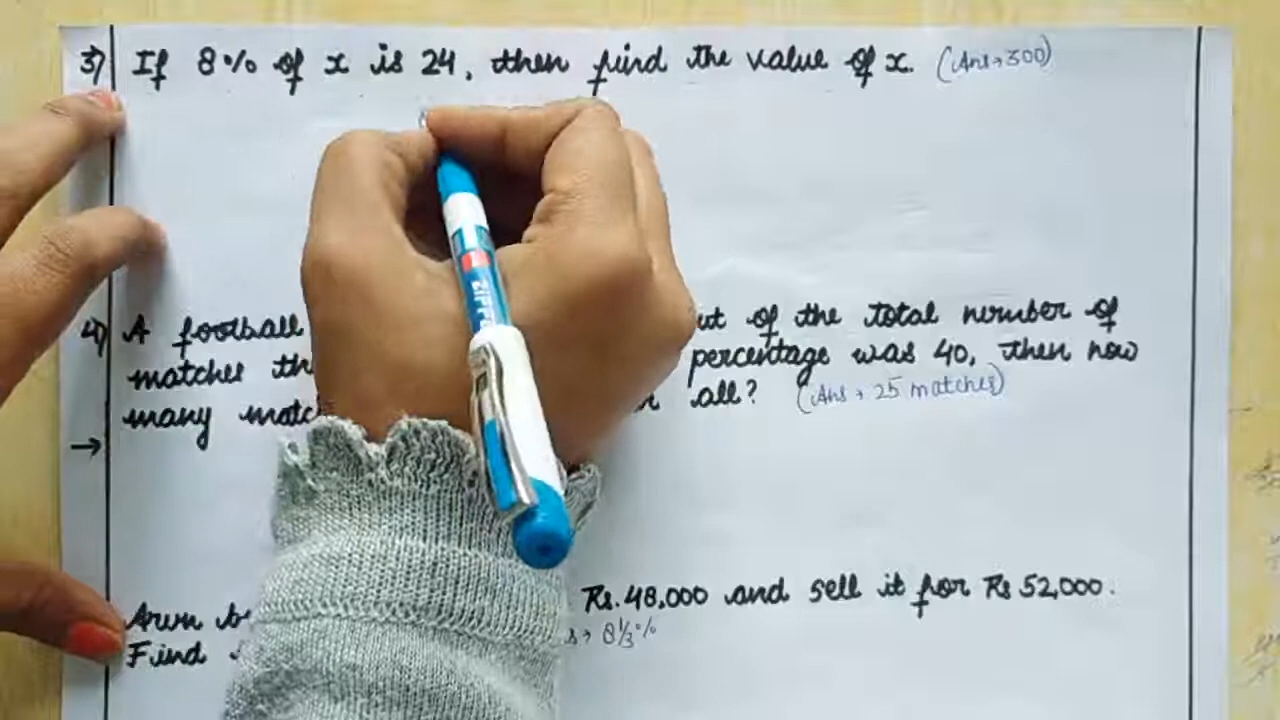 3) If 8% of x is 24, then find the value of x. (Ans→300)
4) A football ut of the total number of
matches th percentage was 40, then how
many matc all? (Ans → 25 matches)
→
Arun b Rs. 48,000 and sell it for Rs 52,000.
Find s→ 8⅓%